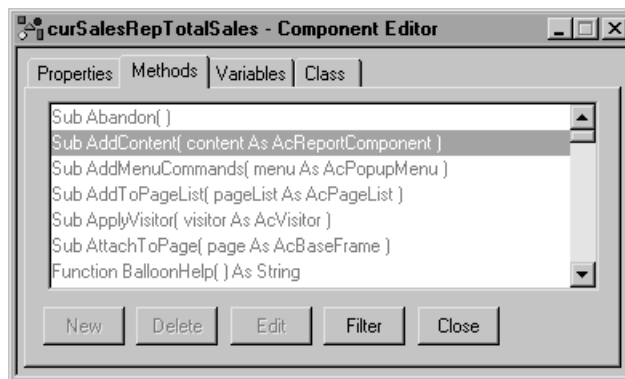 curSalesRepTotalSales - Component Editor
Properties Methods Variables Class
Sub Abandon( )
Sub AddContent( content As AcReportComponent )
Sub AddMenuCommands( menu As AcPopupMenu )
Sub AddToPageList( pageList As AcPageList )
Sub ApplyVisitor( visitor As AcVisitor )
Sub AttachToPage( page As AcBaseFrame )
Function BalloonHelp( ) As String
New Delete Edit Filter Close